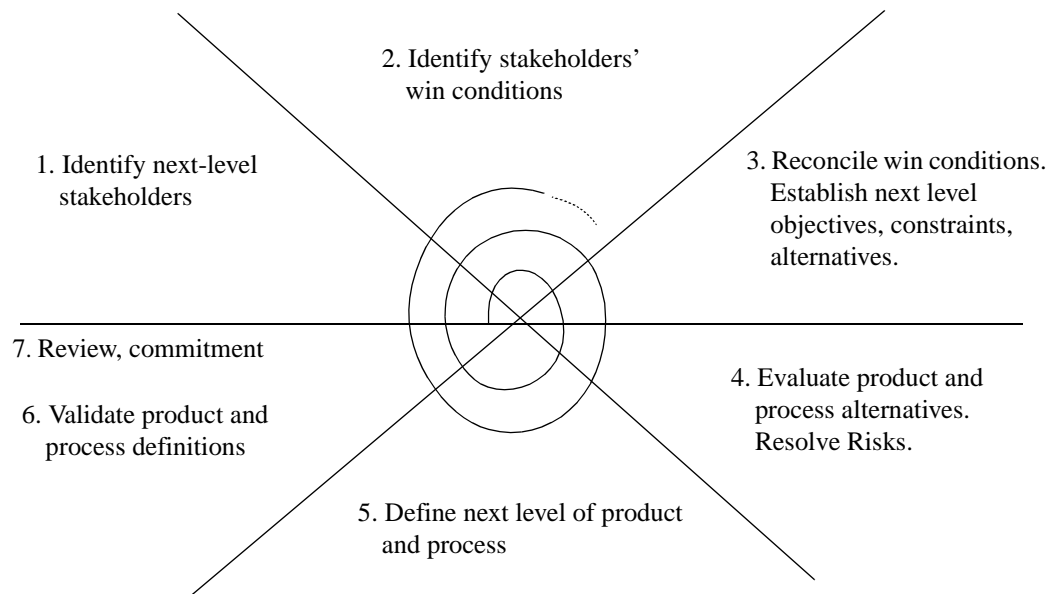 2. Identify stakeholders’
win conditions
1. Identify next-level
stakeholders
3. Reconcile win conditions.
Establish next level
objectives, constraints,
alternatives.
7. Review, commitment
6. Validate product and
process definitions
4. Evaluate product and
process alternatives.
Resolve Risks.
5. Define next level of product
and process